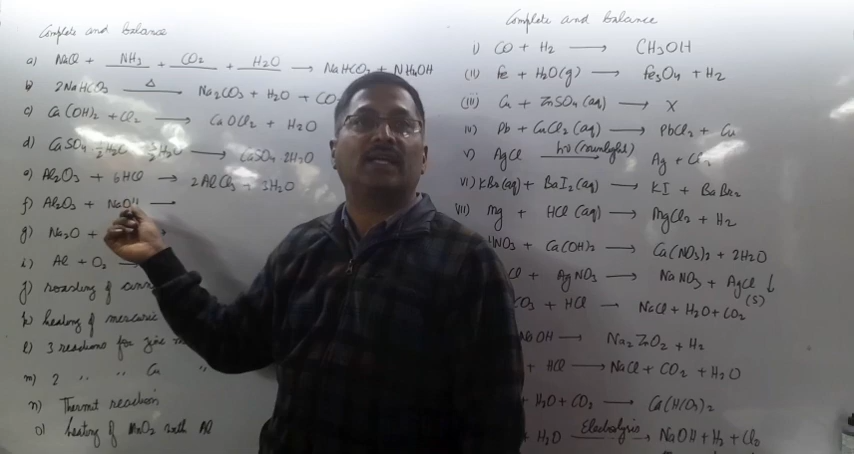 Complete and balance
a) NaCl + NH3 + CO2 + H2O → NaHCO3 + NH4OH
b) 2NaHCO3 Δ → Na2CO3 + H2O + CO
c) Ca(OH)2 + Cl2 → CaOCl2 + H2O
d) CaSO4. 1/2H2O + 3/2H2O → CaSO4 2H2O
e) Al2O3 + 6HCl → 2AlCl3 + 3H2O
f) Al2O3 + NaOH →
g) Na2O +
h) Al + O2 →
j) roasting of
k) heating of mercuric
l) 3 reactions for zinc
m) 2 " " Cu "
n) Thermit reaction
o) heating of MnO2 with Al
Complete and balance
i) CO + H2 → CH3OH
(ii) Fe + H2O(g) → Fe3O4 + H2
(iii) Cu + ZnSO4(aq) → X
iv) Pb + CuCl2(aq) → PbCl2 + Cu
v) AgCl hν(sunlight) → Ag + Cl2
vi) KBr(aq) + BaI2(aq) → KI + BaBr2
vii) Mg + HCl(aq) → MgCl2 + H2
NO3 + Ca(OH)2 → Ca(NO3)2 + 2H2O
Cl + AgNO3 → NaNO3 + AgCl ↓
(s)
CO3 + HCl → NaCl + H2O + CO2
NaOH → Na2ZnO2 + H2
+ HCl → NaCl + CO2 + H2O
+ H2O + CO2 → Ca(HCO3)2
+ H2O Electrolysis → NaOH + H2 + Cl2